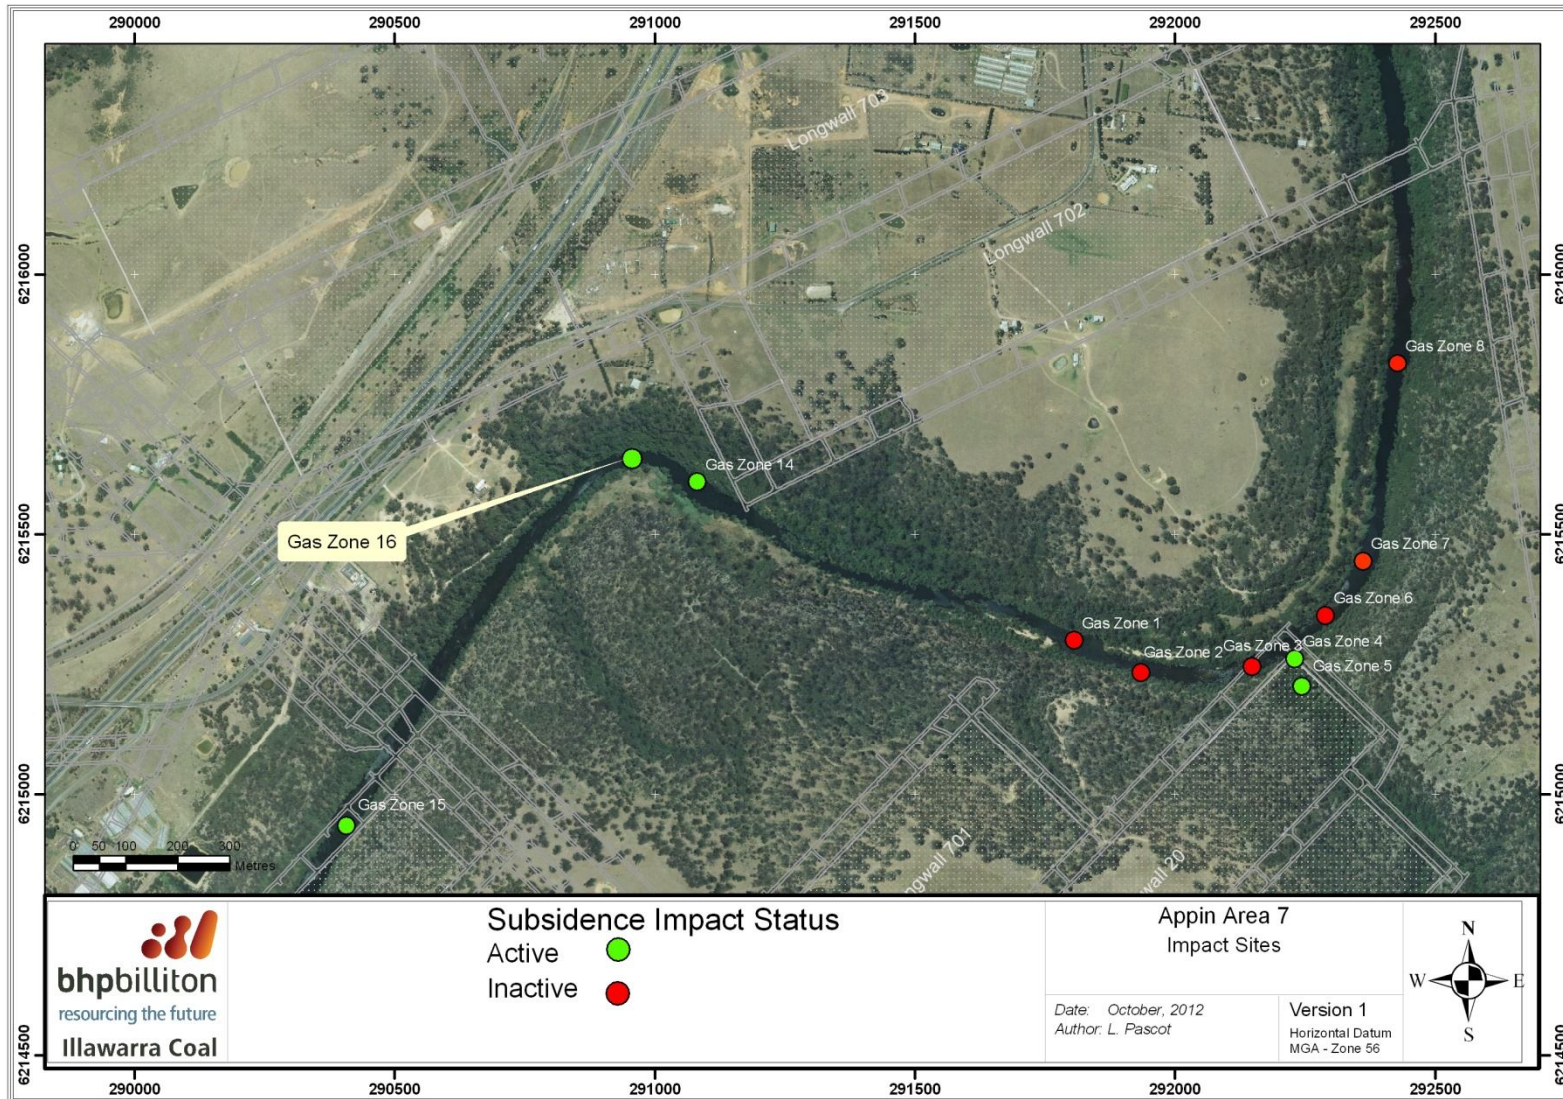 290000
290500
291000
291500
292000
292500
6216000
6215500
6215000
6214500
6216000
6215500
6215000
6214500
Longwall 703
Longwall 702
Gas Zone 8
Gas Zone 14
Gas Zone 16
Gas Zone 7
Gas Zone 6
Gas Zone 1
Gas Zone 2
Gas Zone 3
Gas Zone 4
Gas Zone 5
Gas Zone 15
ngwall 701
wall 20
0 50 100 200 300
Metres
bhpbilliton
resourcing the future
Illawarra Coal
Subsidence Impact Status
Active
Inactive
Appin Area 7
Impact Sites
Date: October, 2012
Author: L. Pascot
Version 1
Horizontal Datum
MGA - Zone 56
N
W E
S
290000
290500
291000
291500
292000
292500